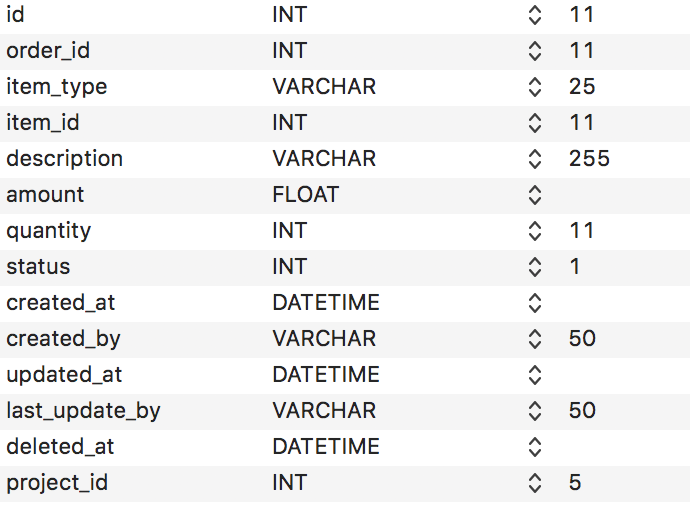 id INT 11
order_id INT 11
item_type VARCHAR 25
item_id INT 11
description VARCHAR 255
amount FLOAT
quantity INT 11
status INT 1
created_at DATETIME
created_by VARCHAR 50
updated_at DATETIME
last_update_by VARCHAR 50
deleted_at DATETIME
project_id INT 5